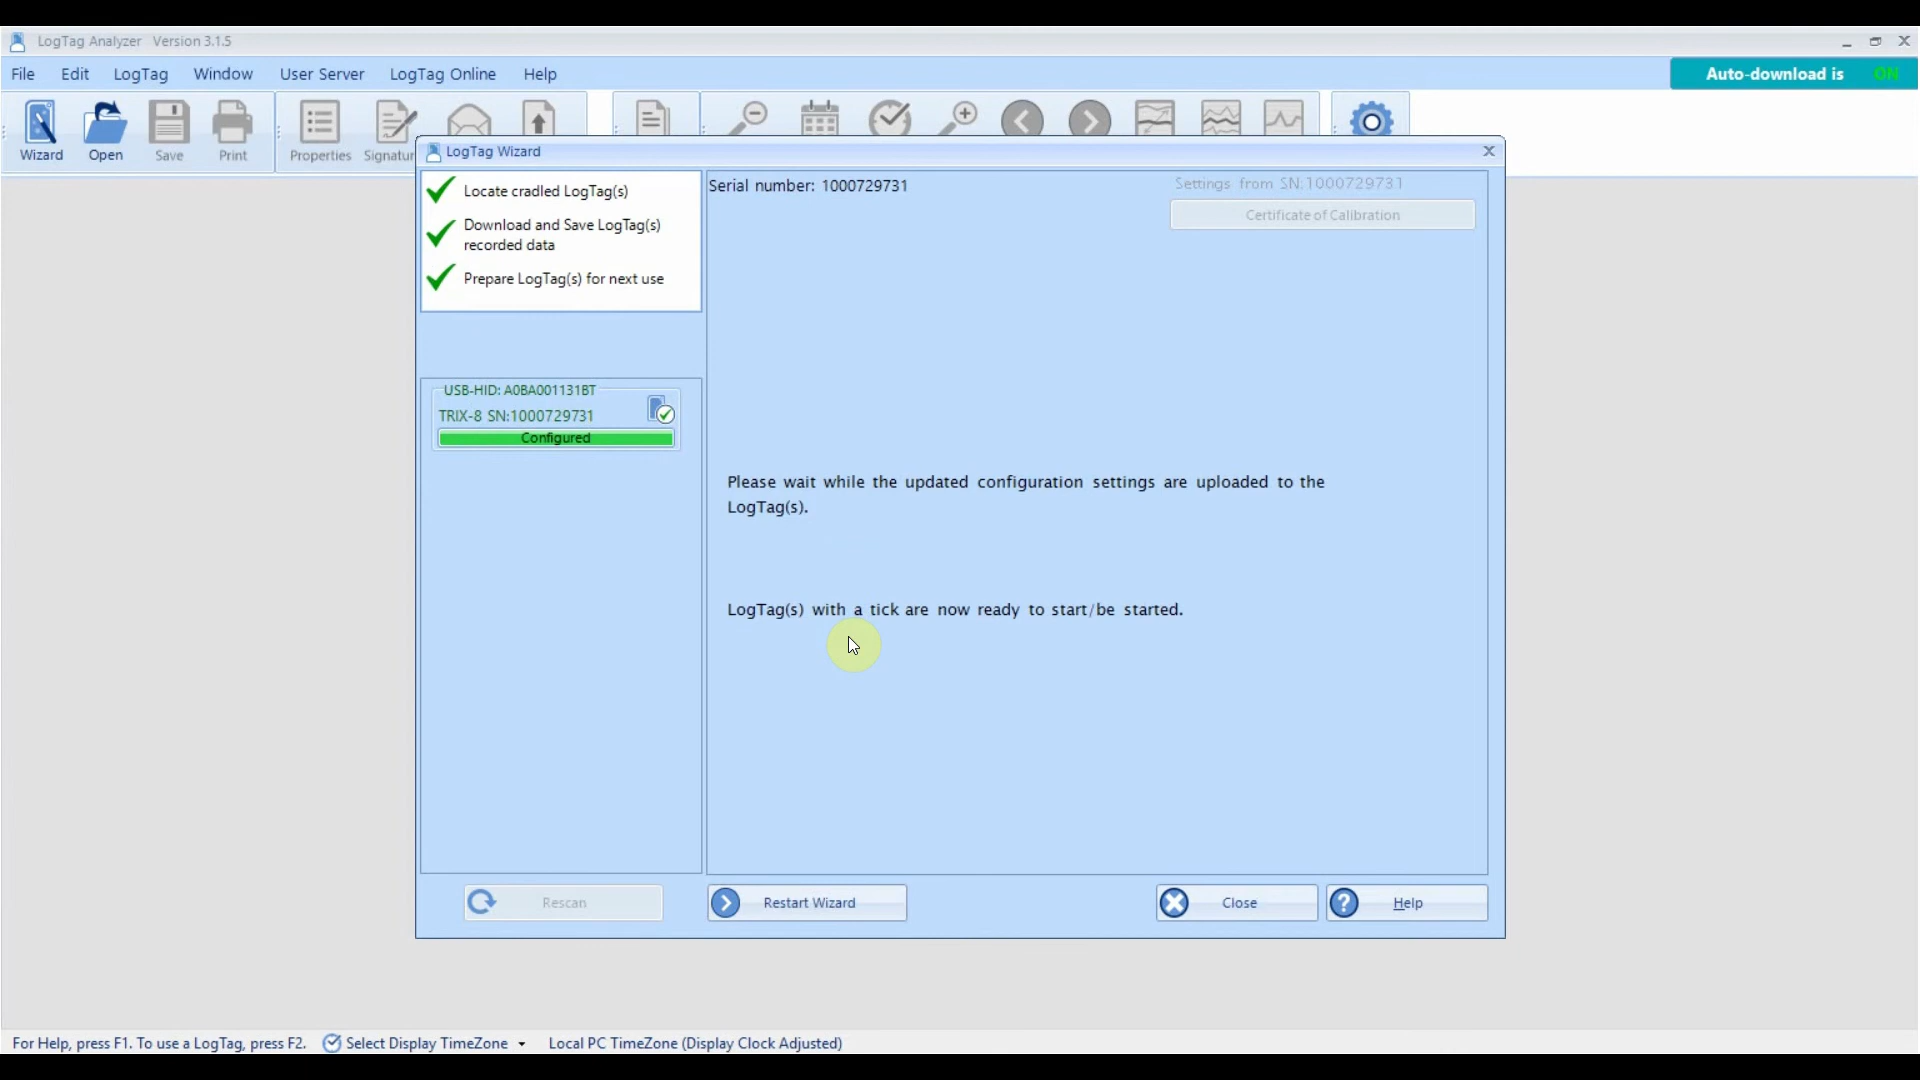 LogTag Analyzer Version 3.1.5
File Edit LogTag Window User Server LogTag Online Help
Auto-download is ON
Wizard Open Save Print Properties Signatur
LogTag Wizard
Locate cradled LogTag(s)
Download and Save LogTag(s)
recorded data
Prepare LogTag(s) for next use
Serial number: 1000729731
Settings from SN:1000729731
Certificate of Calibration
USB-HID: A0BA001131BT
TRIX-8 SN:1000729731
Configured
Please wait while the updated configuration settings are uploaded to the
LogTag(s).
LogTag(s) with a tick are now ready to start/be started.
Rescan
Restart Wizard
Close
Help
For Help, press F1. To use a LogTag, press F2. Select Display TimeZone Local PC TimeZone (Display Clock Adjusted)